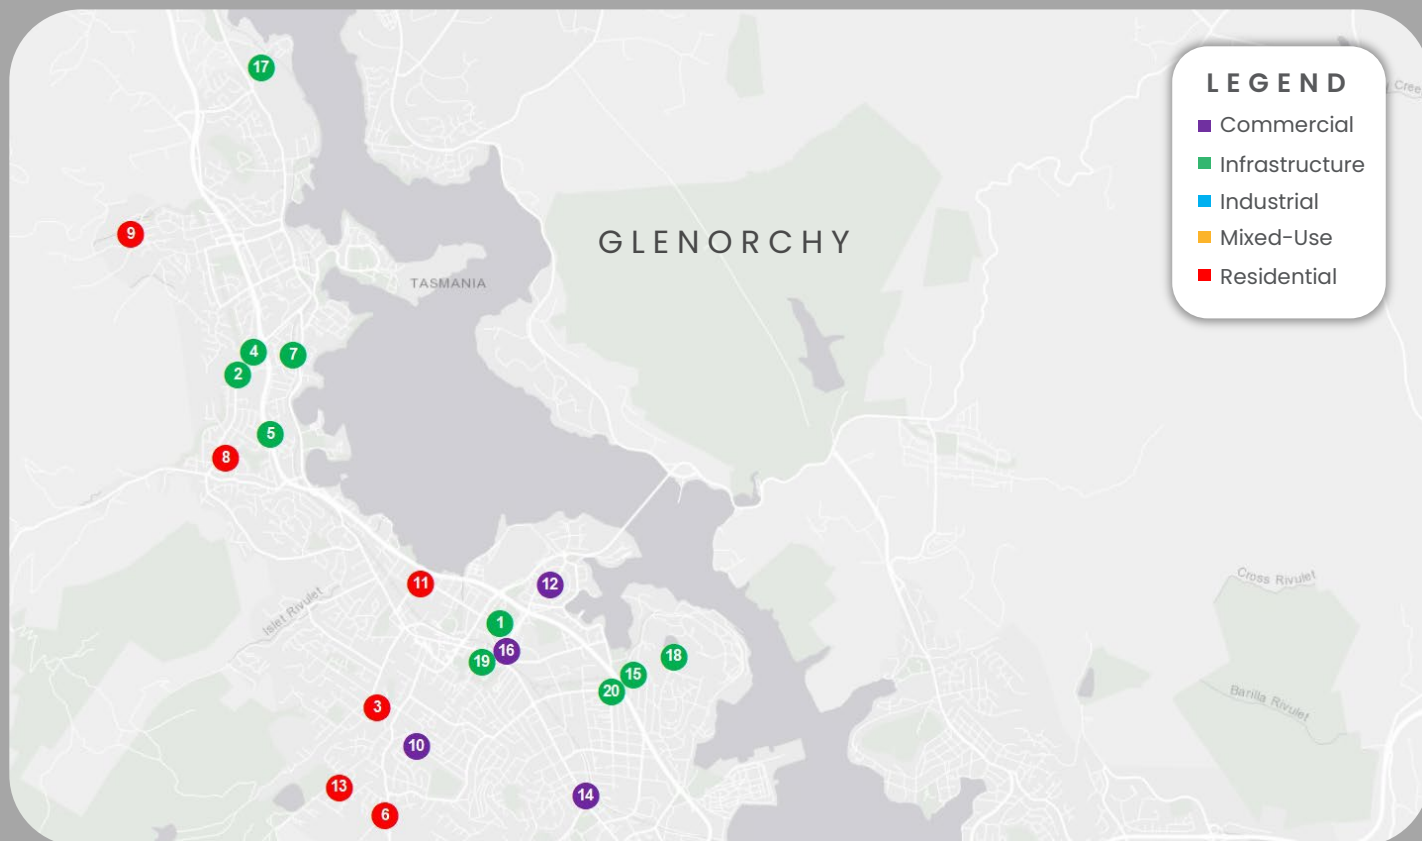 17
LEGEND
Cree
Commercial
Infrastructure
Industrial
9
GLENORCHY
Mixed-Use
Residential
TASMANIA
4
7
2
5
8
11
12
Cross Rivulet
Islet Rivulet
1
16
19
18
15
20
Barilla Rivulet
3
10
13
14
6